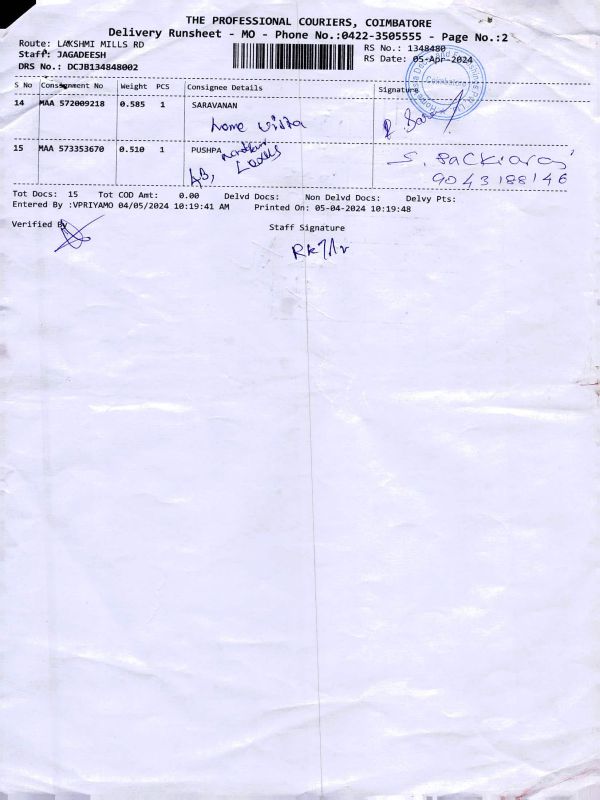 THE PROFESSIONAL COURIERS, COIMBATORE
Delivery Runsheet - MO - Phone No.:0422-3505555 - Page No.:2
Route: LAKSHMI MILLS RD RS No.: 1348480
Staff: JAGADEESH RS Date: 05-Apr-2024
DRS No.: DCJB134848002
S No Consignment No Weight PCS Consignee Details Signature
14 MAA 572009218 0.585 1 SARAVANAN
home vista
15 MAA 573353670 0.510 1 PUSHPA
AB,
S. Backiaraj
9043188146
Tot Docs: 15 Tot COD Amt: 0.00 Delvd Docs: Non Delvd Docs: Delvy Pts:
Entered By :VPRIYAMO 04/05/2024 10:19:41 AM Printed On: 05-04-2024 10:19:48
Verified By Staff Signature